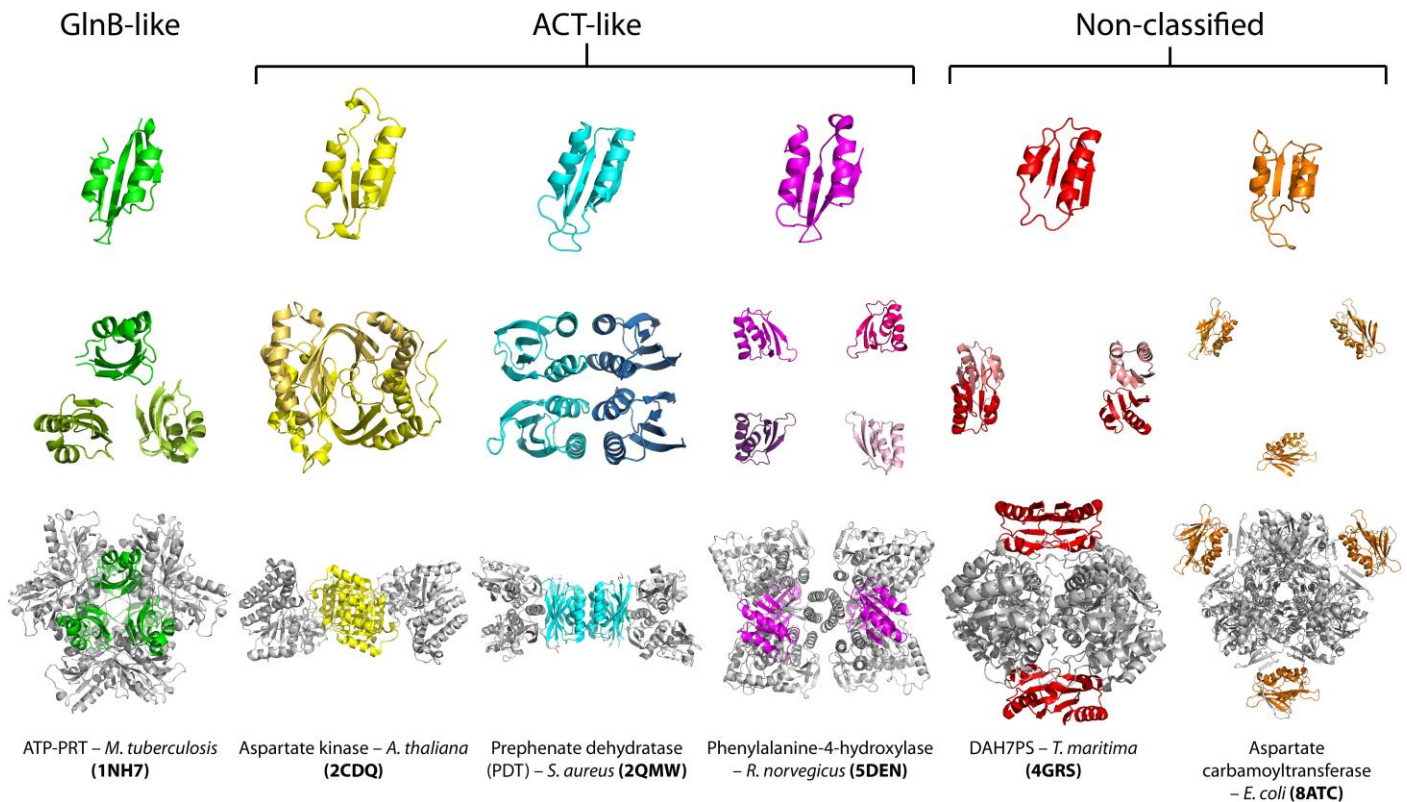 GlnB-like
ACT-like
Non-classified
ATP-PRT – M. tuberculosis
(1NH7)
Aspartate kinase – A. thaliana
(2CDQ)
Prephenate dehydratase
(PDT) – S. aureus (2QMW)
Phenylalanine-4-hydroxylase
– R. norvegicus (5DEN)
DAH7PS – T. maritima
(4GRS)
Aspartate
carbamoyltransferase
– E. coli (8ATC)